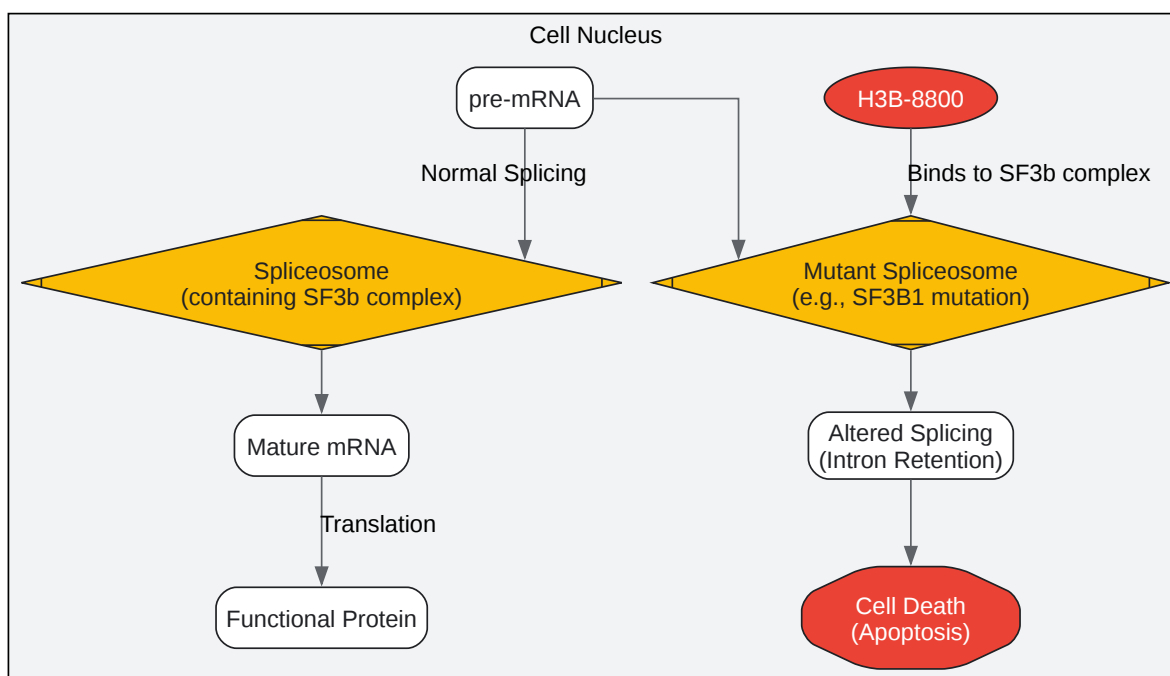 Cell Nucleus
pre-mRNA
H3B-8800
Normal Splicing
Binds to SF3b complex
Spliceosome
(containing SF3b complex)
Mutant Spliceosome
(e.g., SF3B1 mutation)
Mature mRNA
Altered Splicing
(Intron Retention)
Translation
Functional Protein
Cell Death
(Apoptosis)